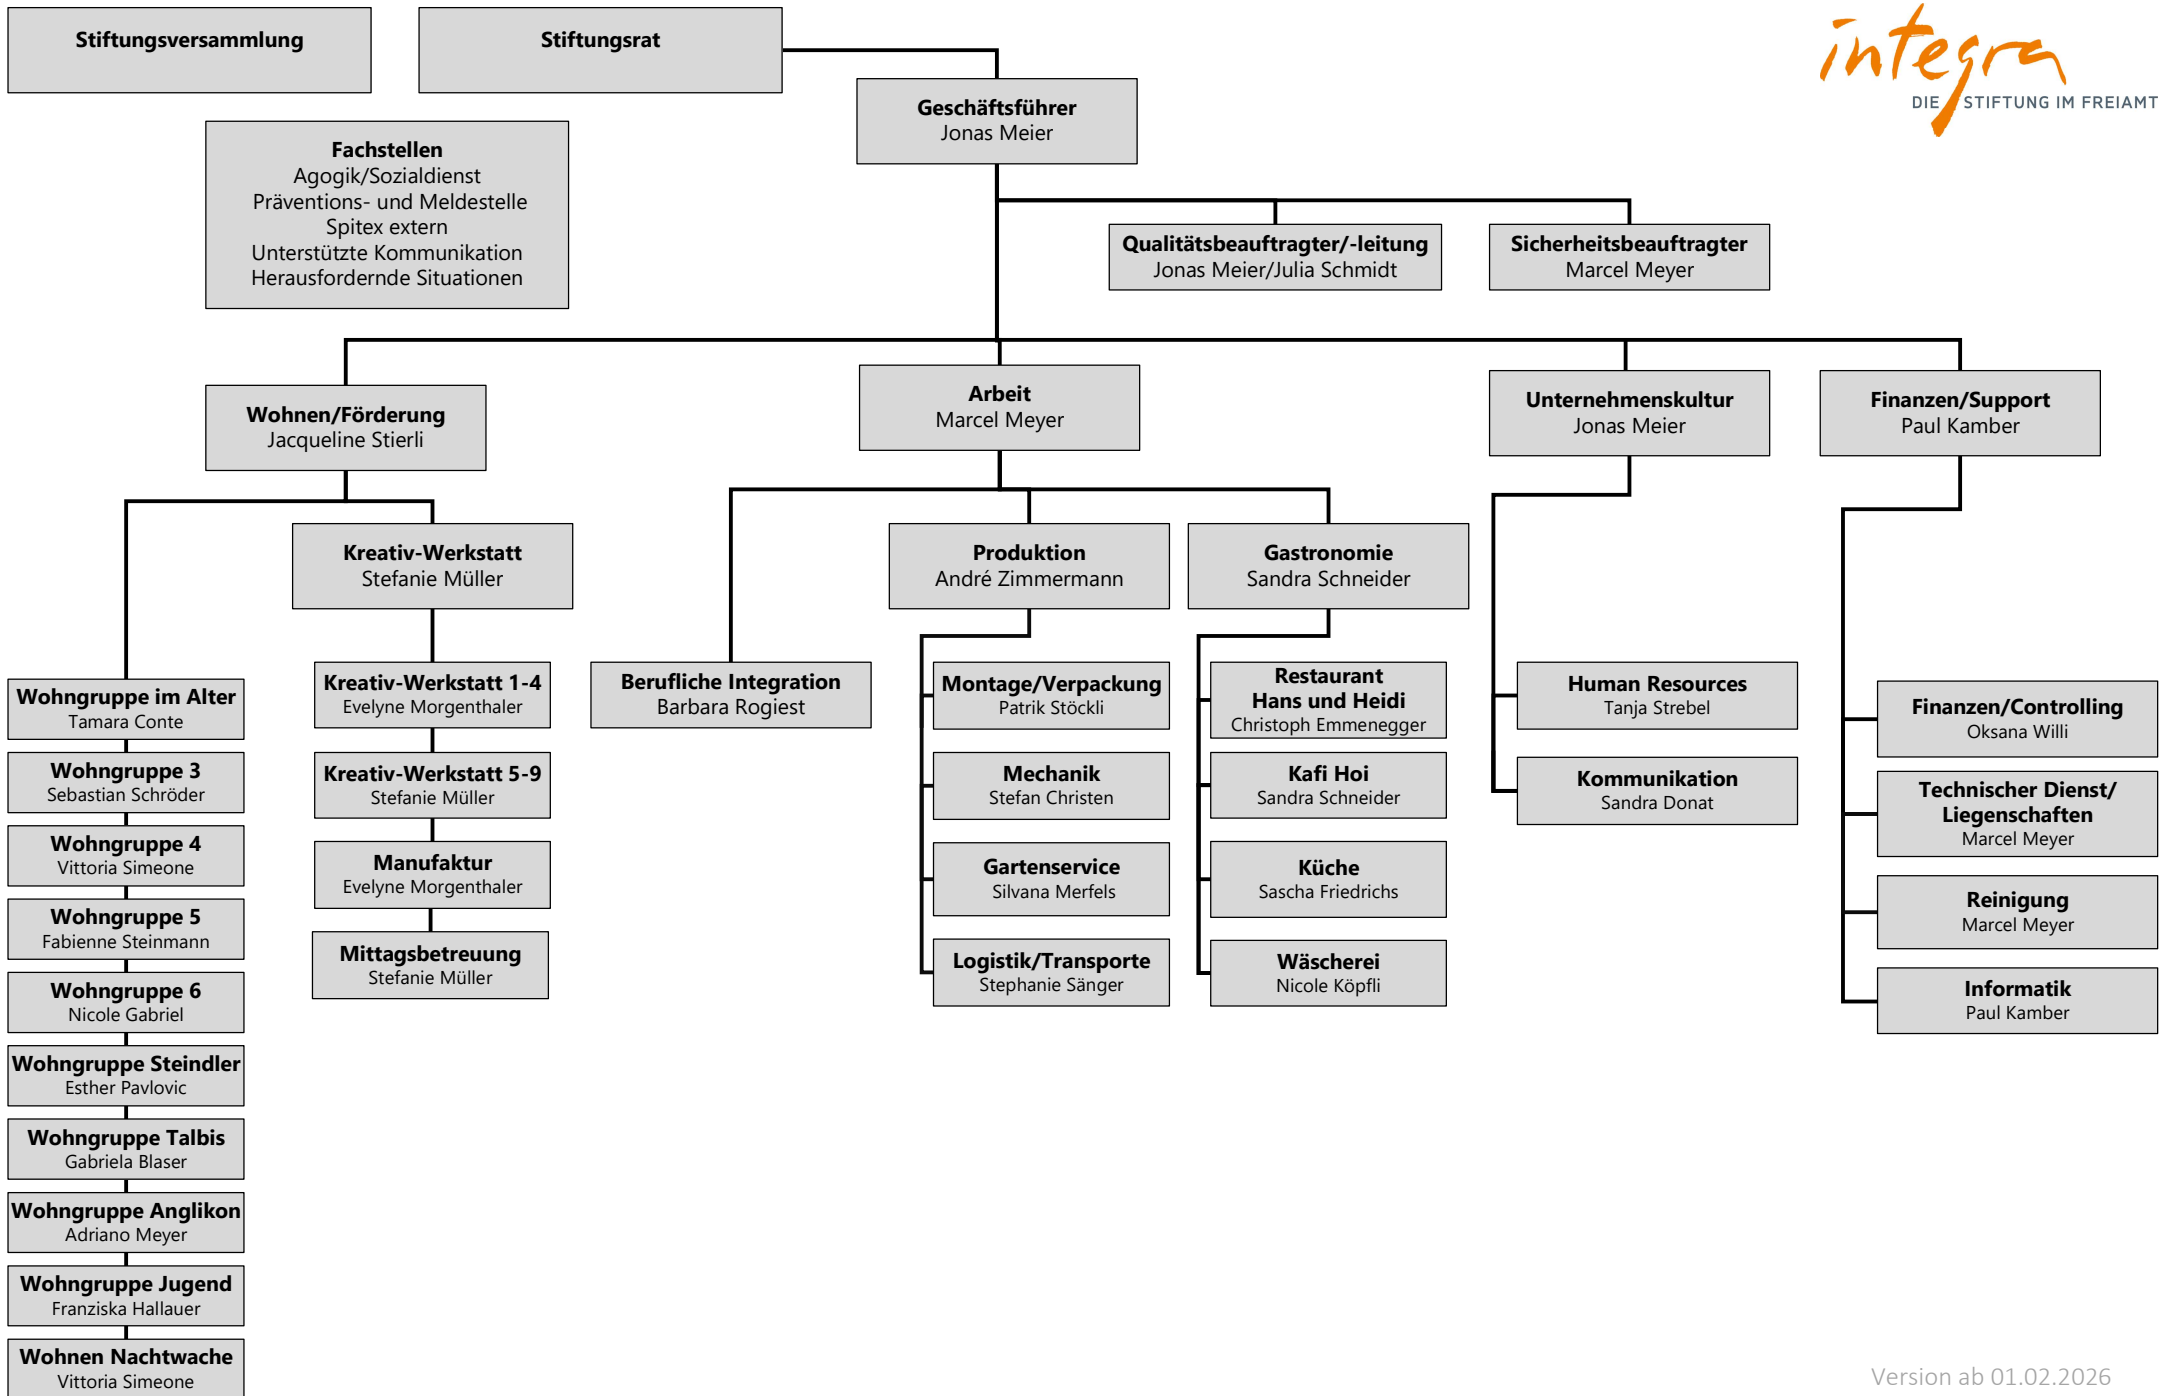 Stiftungsversammlung
Stiftungsrat
integra
DIE STIFTUNG IM FREIAMT
Geschäftsführer
Jonas Meier
Fachstellen
Agogik/Sozialdienst
Präventions- und Meldestelle
Spitex extern
Unterstützte Kommunikation
Herausfordernde Situationen
Qualitätsbeauftragter/-leitung
Jonas Meier/Julia Schmidt
Sicherheitsbeauftragter
Marcel Meyer
Wohnen/Förderung
Jacqueline Stierli
Arbeit
Marcel Meyer
Unternehmenskultur
Jonas Meier
Finanzen/Support
Paul Kamber
Kreativ-Werkstatt
Stefanie Müller
Produktion
André Zimmermann
Gastronomie
Sandra Schneider
Wohngruppe im Alter
Tamara Conte
Wohngruppe 3
Sebastian Schröder
Wohngruppe 4
Vittoria Simeone
Wohngruppe 5
Fabienne Steinmann
Wohngruppe 6
Nicole Gabriel
Wohngruppe Steindler
Esther Pavlovic
Wohngruppe Talbis
Gabriela Blaser
Wohngruppe Anglikon
Adriano Meyer
Wohngruppe Jugend
Franziska Hallauer
Wohnen Nachtwache
Vittoria Simeone
Kreativ-Werkstatt 1-4
Evelyne Morgenthaler
Kreativ-Werkstatt 5-9
Stefanie Müller
Manufaktur
Evelyne Morgenthaler
Mittagsbetreuung
Stefanie Müller
Berufliche Integration
Barbara Rogiest
Montage/Verpackung
Patrik Stöckli
Mechanik
Stefan Christen
Gartenservice
Silvana Merfels
Logistik/Transporte
Stephanie Sänger
Restaurant
Hans und Heidi
Christoph Emmenegger
Kafi Hoi
Sandra Schneider
Küche
Sascha Friedrichs
Wäscherei
Nicole Köpfli
Human Resources
Tanja Strebel
Kommunikation
Sandra Donat
Finanzen/Controlling
Oksana Willi
Technischer Dienst/
Liegenschaften
Marcel Meyer
Reinigung
Marcel Meyer
Informatik
Paul Kamber
Version ab 01.02.2026